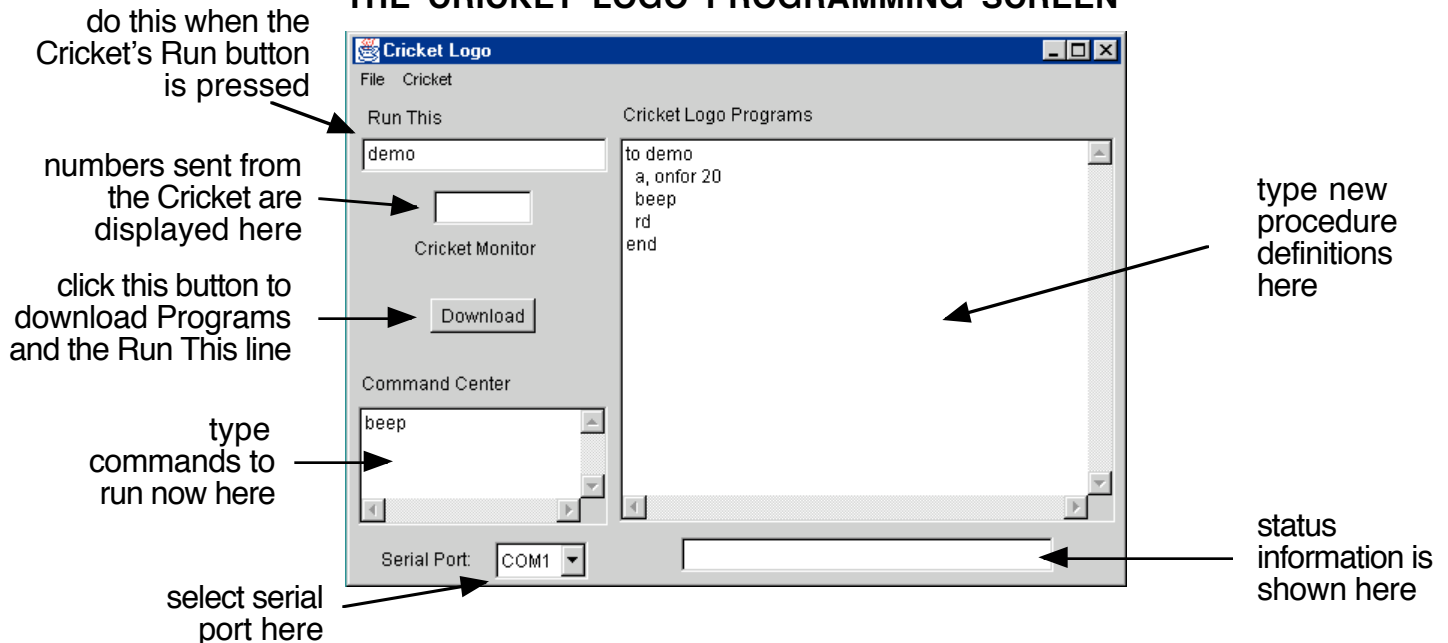 THE CRICKET LOGO PROGRAMMING SCREEN
do this when the
Cricket's Run button
is pressed
numbers sent from
the Cricket are
displayed here
click this button to
download Programs
and the Run This line
type
commands to
run now here
select serial
port here
Cricket Logo
File Cricket
Run This
demo
Cricket Monitor
Download
Command Center
beep
Serial Port: COM1
Cricket Logo Programs
to demo
a, onfor 20
beep
rd
end
type new
procedure
definitions
here
status
information is
shown here